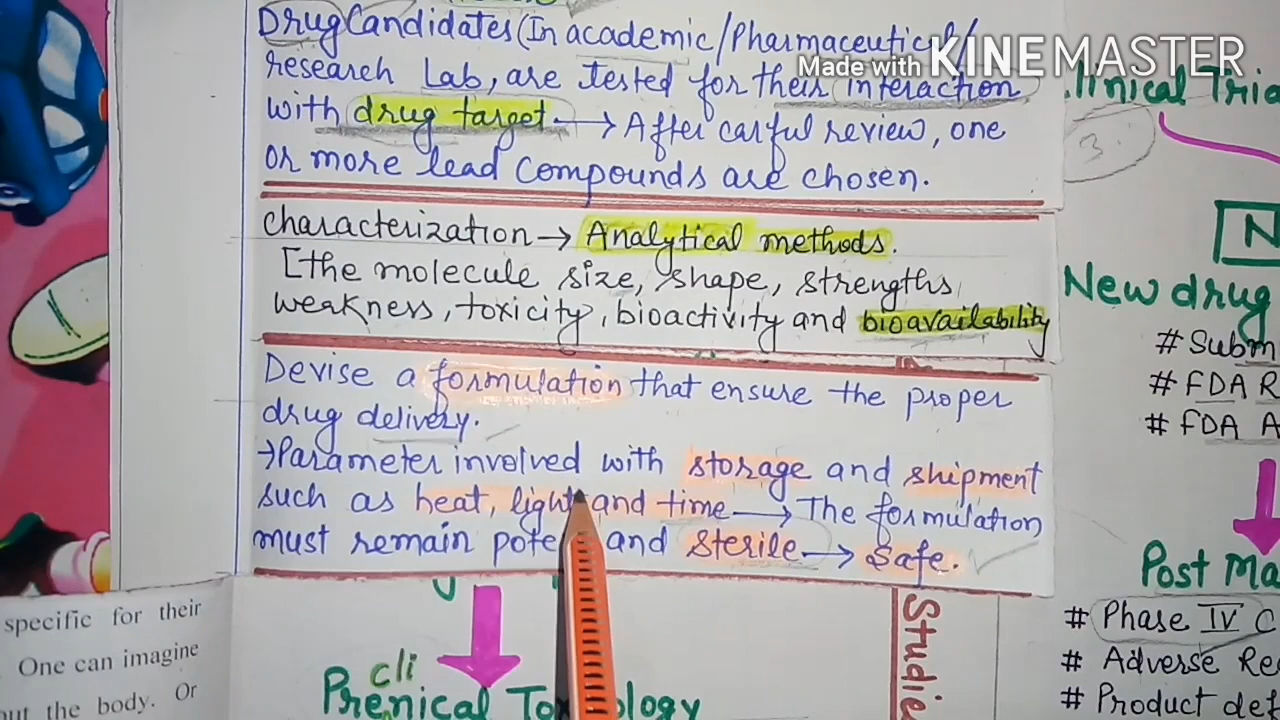 Drug Candidates (In academic/Pharmaceutical/
research Lab, are tested for their interaction
with drug target → After carful review, one
or more lead compounds are chosen.
Characterization → Analytical methods.
[the molecule size, shape, strengths
weakness, toxicity, bioactivity and bioavailability
Devise a formulation that ensure the proper
drug delivery.
→ Parameter involved with storage and shipment
such as heat, light and time → The formulation
must remain pote and sterile → Safe.
specific for their
One can imagine
out the body. Or
cli
Prenical Toxology
Studie
Made with KINEMASTER
linical Tria
3.
N
New drug
# Subm
# FDA R
# FDA A
Post Ma
# Phase IV C
# Adverse Re
# Product def